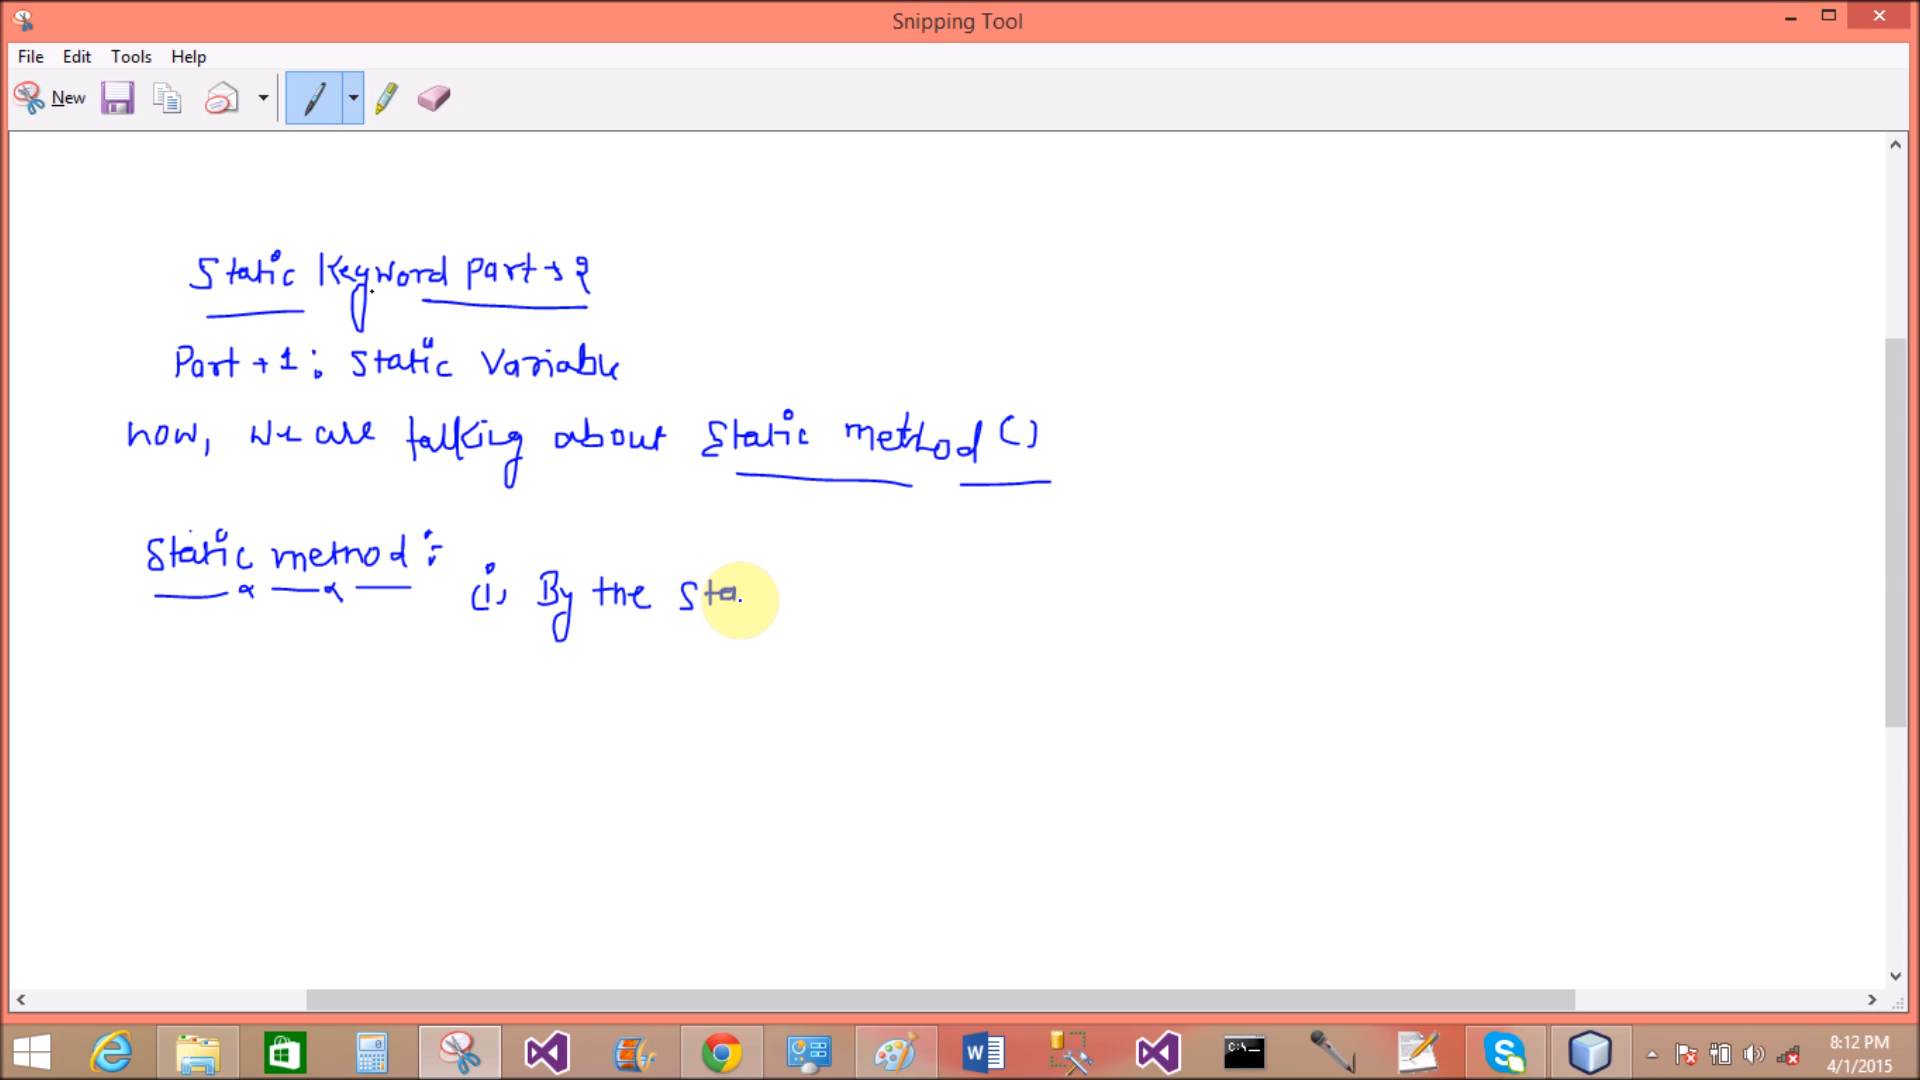 Snipping Tool
File Edit Tools Help
New
Static Keyword part → 2
Part → 1: Static Variable
now, we are talking about Static method ()
Static method :
(i) By the Sta
C:\
8:12 PM
4/1/2015